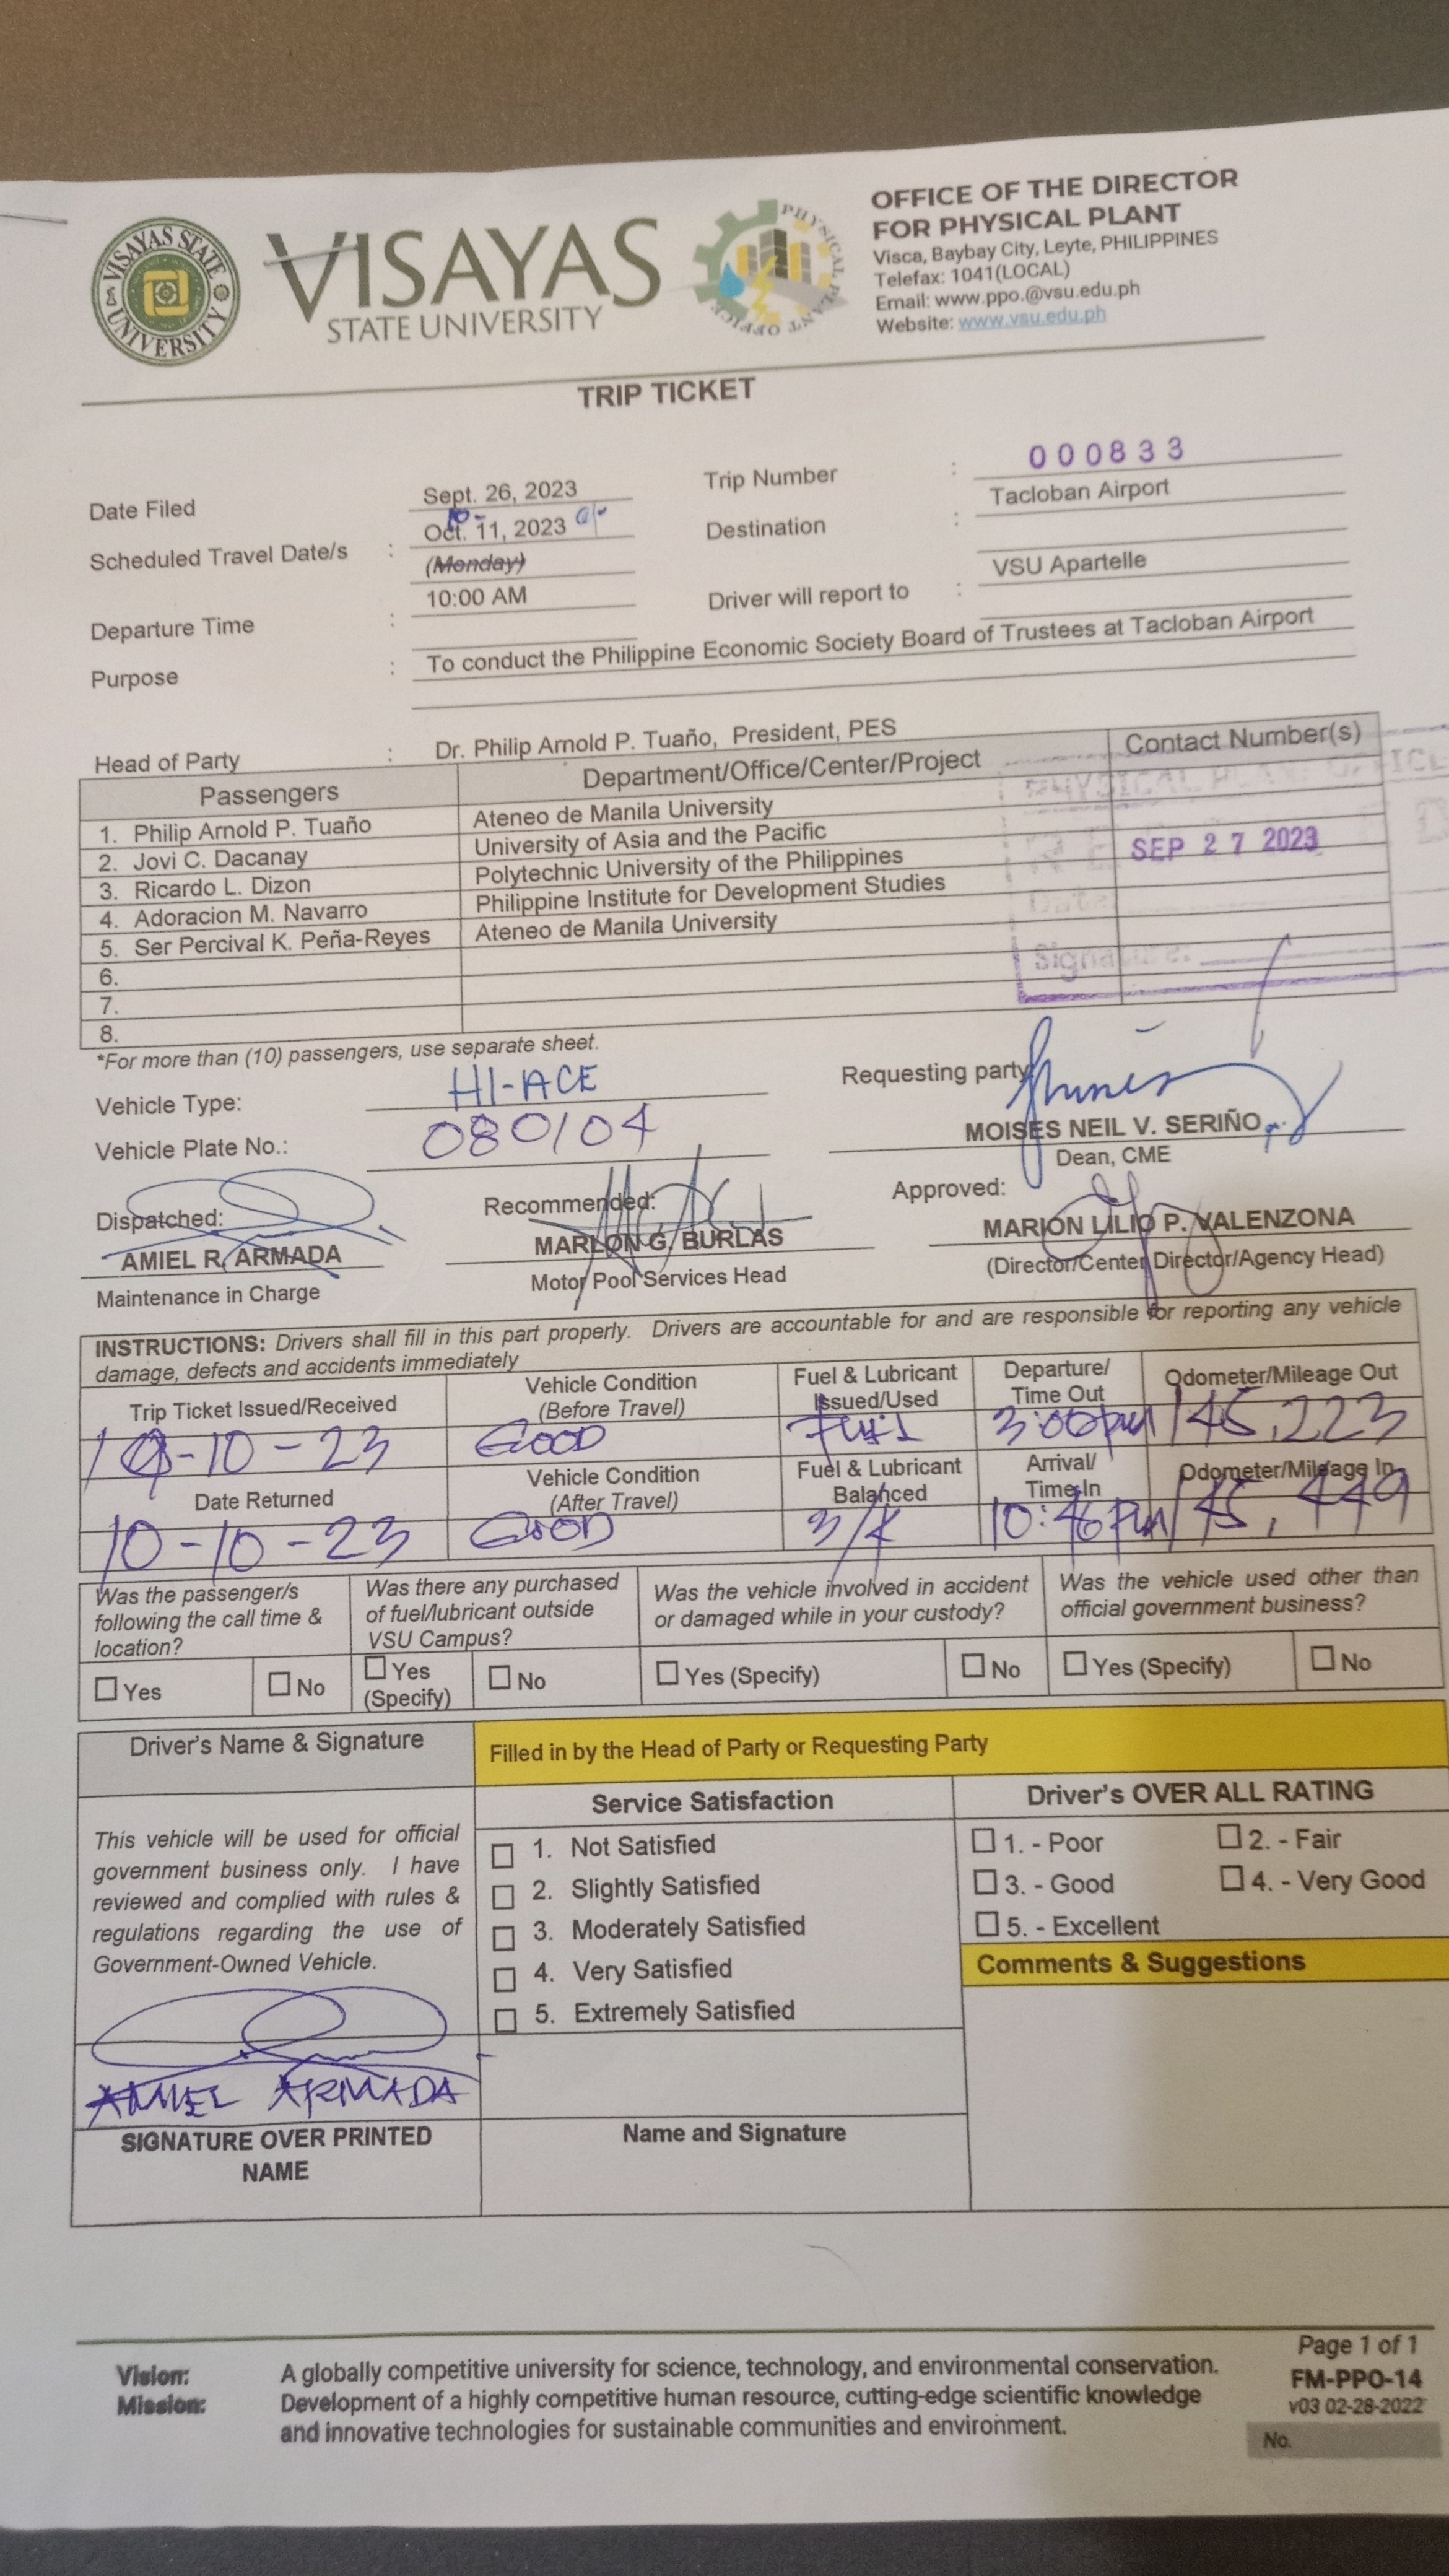 VISAYAS STATE UNIVERSITY
VISAYAS
STATE UNIVERSITY
PHYSICAL PLANT OFFICE
OFFICE OF THE DIRECTOR
FOR PHYSICAL PLANT
Visca, Baybay City, Leyte, PHILIPPINES
Telefax: 1041(LOCAL)
Email: www.ppo.@vsu.edu.ph
Website: www.vsu.edu.ph
TRIP TICKET
Date Filed Sept. 26, 2023 Trip Number : 000833
Scheduled Travel Date/s : Oct. 11, 2023 10- Destination : Tacloban Airport
(Monday)
Departure Time : 10:00 AM Driver will report to : VSU Apartelle
Purpose : To conduct the Philippine Economic Society Board of Trustees at Tacloban Airport
Head of Party : Dr. Philip Arnold P. Tuaño, President, PES
Passengers Department/Office/Center/Project Contact Number(s)
1. Philip Arnold P. Tuaño Ateneo de Manila University
2. Jovi C. Dacanay University of Asia and the Pacific
3. Ricardo L. Dizon Polytechnic University of the Philippines
4. Adoracion M. Navarro Philippine Institute for Development Studies
5. Ser Percival K. Peña-Reyes Ateneo de Manila University
6.
7.
8.
PHYSICAL PLANT OFFICE
SEP 27 2023
Date:
Signature:
*For more than (10) passengers, use separate sheet.
Vehicle Type: HI-ACE Requesting party
Vehicle Plate No.: 080104 MOISES NEIL V. SERIÑO
Dean, CME
Dispatched: Recommended: Approved:
AMIEL R. ARMADA MARLON G. BURLAS MARION LILIO P. VALENZONA
Maintenance in Charge Motor Pool Services Head (Director/Center Director/Agency Head)
INSTRUCTIONS: Drivers shall fill in this part properly. Drivers are accountable for and are responsible for reporting any vehicle
damage, defects and accidents immediately
Trip Ticket Issued/Received Vehicle Condition (Before Travel) Fuel & Lubricant Issued/Used Departure/ Time Out Odometer/Mileage Out
10-10-23 GOOD Full 3:00pm 145,223
Date Returned Vehicle Condition (After Travel) Fuel & Lubricant Balanced Arrival/ Time In Odometer/Mileage In
10-10-23 GOOD 3/4 10:46 PM 145,449
Was the passenger/s following the call time & location? Was there any purchased of fuel/lubricant outside VSU Campus? Was the vehicle involved in accident or damaged while in your custody? Was the vehicle used other than official government business?
Yes No Yes (Specify) No Yes (Specify) No Yes (Specify) No
Driver's Name & Signature Filled in by the Head of Party or Requesting Party
Service Satisfaction Driver's OVER ALL RATING
This vehicle will be used for official
government business only. I have
reviewed and complied with rules &
regulations regarding the use of
Government-Owned Vehicle.
1. Not Satisfied
2. Slightly Satisfied
3. Moderately Satisfied
4. Very Satisfied
5. Extremely Satisfied
1. - Poor 2. - Fair
3. - Good 4. - Very Good
5. - Excellent
Comments & Suggestions
AMIEL ARMADA
SIGNATURE OVER PRINTED
NAME
Name and Signature
Vision: A globally competitive university for science, technology, and environmental conservation.
Mission: Development of a highly competitive human resource, cutting-edge scientific knowledge
and innovative technologies for sustainable communities and environment.
Page 1 of 1
FM-PPO-14
v03 02-28-2022
No.